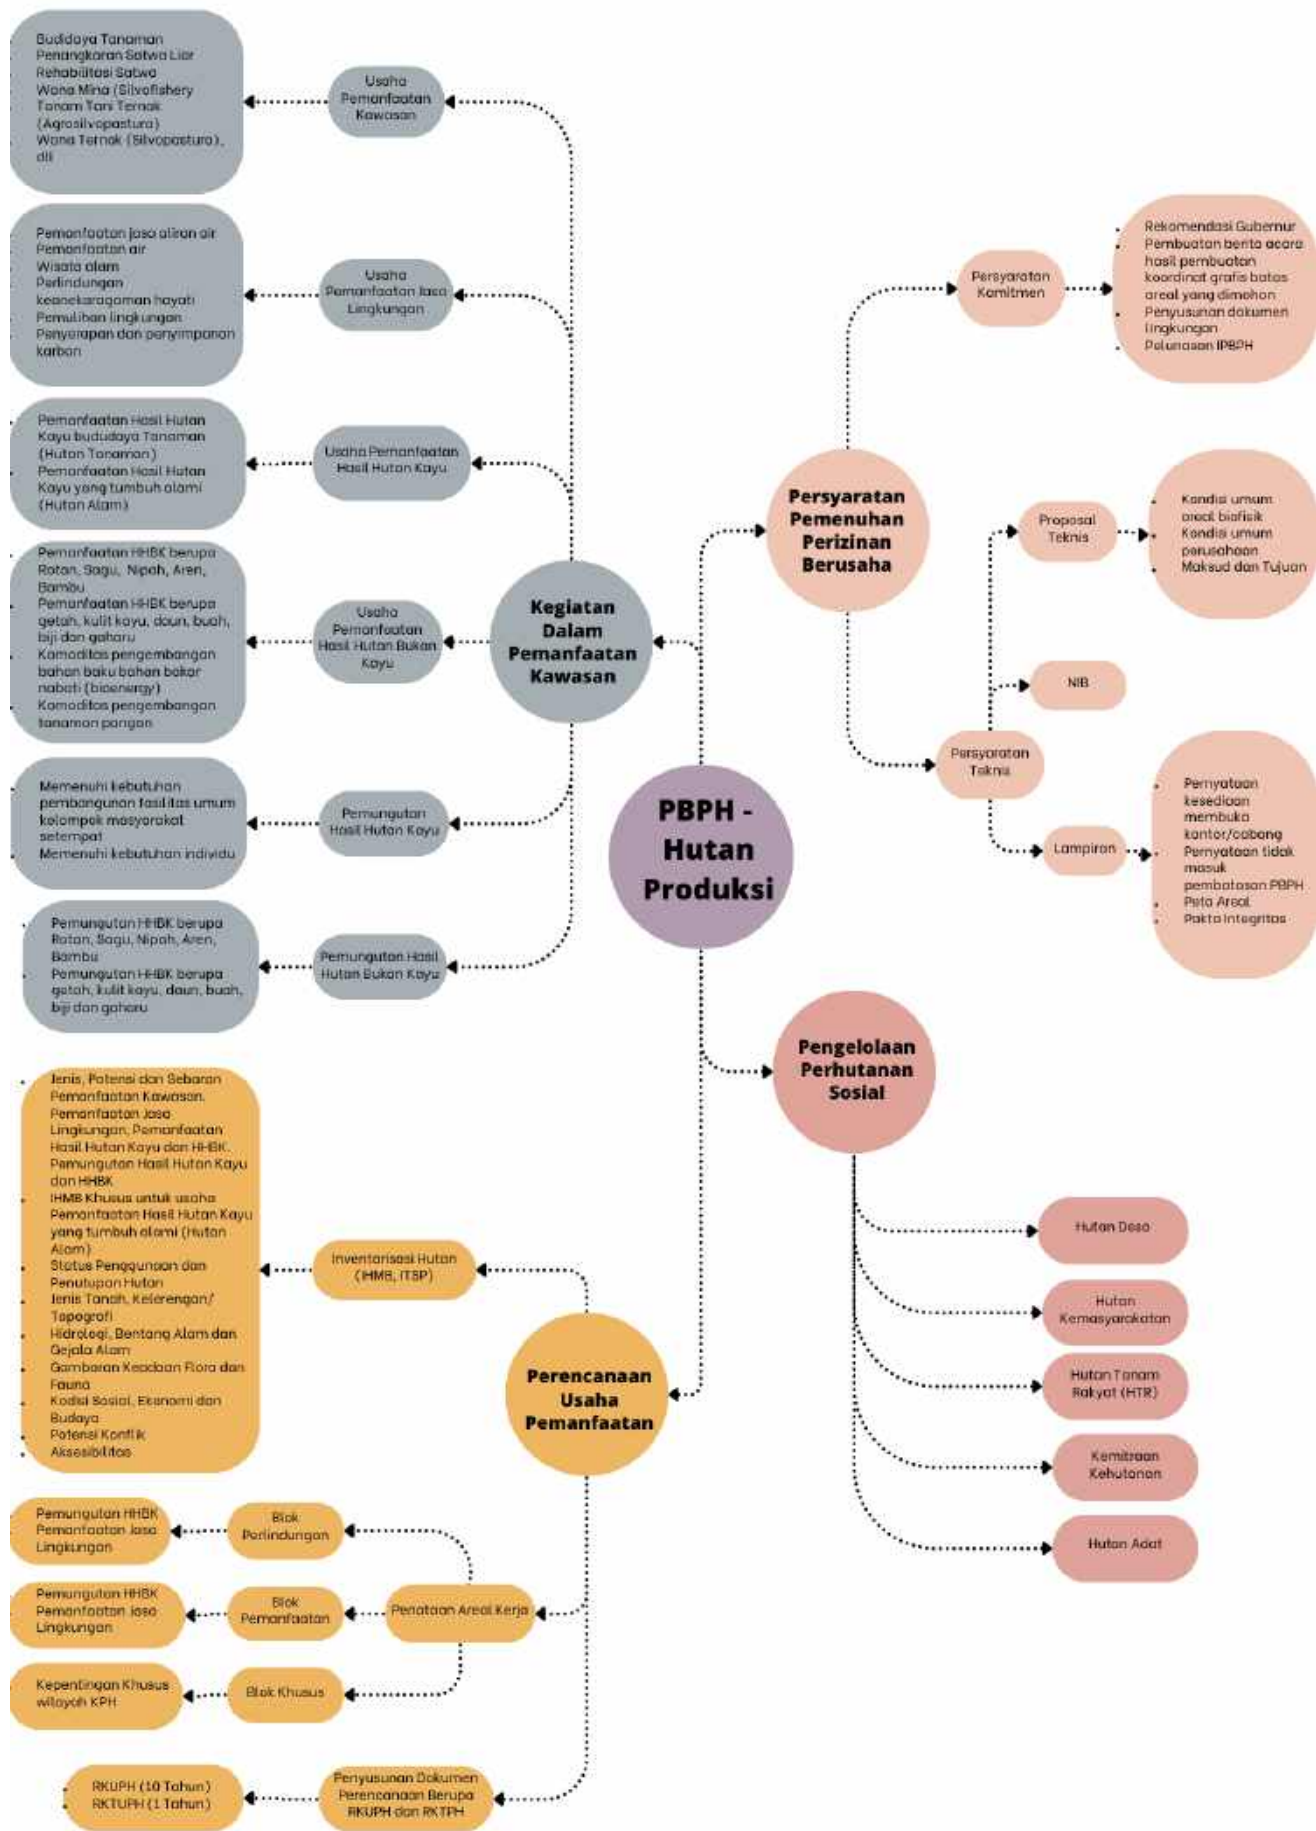 Budidaya Tanaman
Penangkaran Satwa Liar
Rehabilitasi Satwa
Wana Mina (Silvofishery
Tanam Tani Ternak
(Agrosilvopastura)
Wana Ternak (Silvopastura),
dll
Usaha
Pemanfaatan
Kawasan
Pemanfaatan jasa aliran air
Pemanfaatan air
Wisata alam
Perlindungan
keanekaragaman hayati
Pemulihan lingkungan
Penyerapan dan penyimpanan
karbon
Usaha
Pemanfaatan Jasa
Lingkungan
Pemanfaatan Hasil Hutan
Kayu bududaya Tanaman
(Hutan Tanaman)
Pemanfaatan Hasil Hutan
Kayu yang tumbuh alami
(Hutan Alam)
Usaha Pemanfaatan
Hasil Hutan Kayu
Pemanfaatan HHBK berupa
Rotan, Sagu, Nipah, Aren,
Bambu
Pemanfaatan HHBK berupa
getah, kulit kayu, daun, buah,
biji dan gaharu
Komoditas pengembangan
bahan baku bahan bakar
nabati (bioenergy)
Komoditas pengembangan
tanaman pangan
Usaha
Pemanfaatan
Hasil Hutan Bukan
Kayu
Memenuhi kebutuhan
pembangunan fasilitas umum
kelompok masyarakat
setempat
Memenuhi kebutuhan individu
Pemungutan
Hasil Hutan Kayu
Pemungutan HHBK berupa
Rotan, Sagu, Nipah, Aren,
Bambu
Pemungutan HHBK berupa
getah, kulit kayu, daun, buah,
biji dan gaharu
Pemungutan Hasil
Hutan Bukan Kayu
Kegiatan
Dalam
Pemanfaatan
Kawasan
PBPH -
Hutan
Produksi
Persyaratan
Pemenuhan
Perizinan
Berusaha
Persyaratan
Komitmen
Rekomendasi Gubernur
Pembuatan berita acara
hasil pembuatan
koordinat grafis batas
areal yang dimohon
Penyusunan dokumen
lingkungan
Pelunasan IPBPH
Persyaratan
Teknis
Proposal
Teknis
Kondisi umum
areal biofisik
Kondisi umum
perusahaan
Maksud dan Tujuan
NIB
Lampiran
Pernyataan
kesediaan
membuka
kantor/cabang
Pernyataan tidak
masuk
pembatasan PBPH
Peta Areal
Pakta Integritas
Pengelolaan
Perhutanan
Sosial
Hutan Desa
Hutan
Kemasyarakatan
Hutan Tanam
Rakyat (HTR)
Kemitraan
Kehutanan
Hutan Adat
Perencanaan
Usaha
Pemanfaatan
Inventarisasi Hutan
(IHMB, ITSP)
Jenis, Potensi dan Sebaran
Pemanfaatan Kawasan.
Pemanfaatan Jasa
Lingkungan, Pemanfaatan
Hasil Hutan Kayu dan HHBK.
Pemungutan Hasil Hutan Kayu
dan HHBK
IHMB Khusus untuk usaha
Pemanfaatan Hasil Hutan Kayu
yang tumbuh alami (Hutan
Alam)
Status Penggunaan dan
Penutupan Hutan
Jenis Tanah, Kelerengan/
Topografi
Hidrologi, Bentang Alam dan
Gejala Alam
Gambaran Keadaan Flora dan
Fauna
Kodisi Sosial, Ekonomi dan
Budaya
Potensi Konflik
Aksesibilitas
Penataan Areal Kerja
Blok
Perlindungan
Pemungutan HHBK
Pemanfaatan Jasa
Lingkungan
Blok
Pemanfaatan
Pemungutan HHBK
Pemanfaatan Jasa
Lingkungan
Blok Khusus
Kepentingan Khusus
wilayah KPH
Penyusunan Dokumen
Perencanaan Berupa
RKUPH dan RKTPH
RKUPH (10 Tahun)
RKTUPH (1 Tahun)